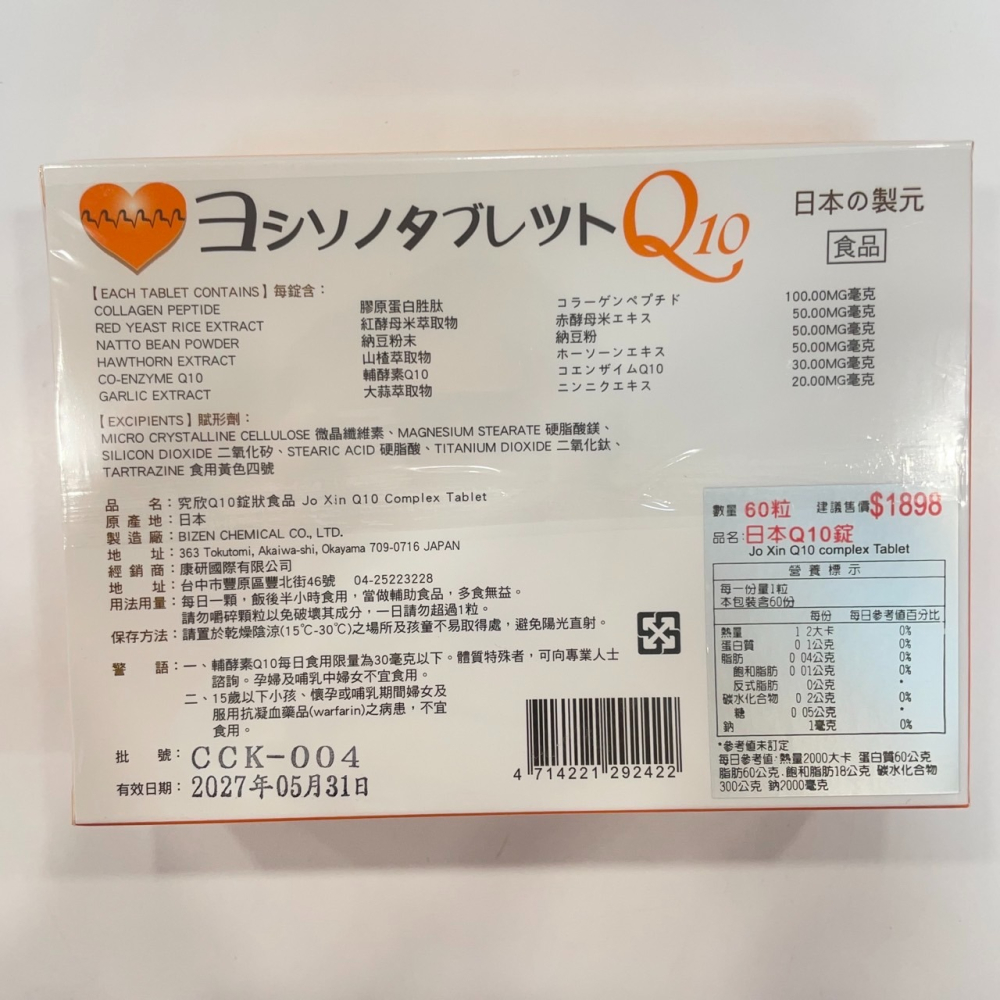 ヨシソノタブレツト Q10
日本の製元
食品
【EACH TABLET CONTAINS】每錠含：
COLLAGEN PEPTIDE 膠原蛋白胜肽 コラーゲンペプチド 100.00MG毫克
RED YEAST RICE EXTRACT 紅酵母米萃取物 赤酵母米エキス 50.00MG毫克
NATTO BEAN POWDER 納豆粉末 納豆粉 50.00MG毫克
HAWTHORN EXTRACT 山楂萃取物 ホーソーンエキス 50.00MG毫克
CO-ENZYME Q10 輔酵素Q10 コエンザイムQ10 30.00MG毫克
GARLIC EXTRACT 大蒜萃取物 ニンニクエキス 20.00MG毫克
【EXCIPIENTS】賦形劑：
MICRO CRYSTALLINE CELLULOSE 微晶纖維素、MAGNESIUM STEARATE 硬脂酸鎂、
SILICON DIOXIDE 二氧化矽、STEARIC ACID 硬脂酸、TITANIUM DIOXIDE 二氧化鈦、
TARTRAZINE 食用黃色四號
品名：究欣Q10錠狀食品 Jo Xin Q10 Complex Tablet
原產地：日本
製造廠：BIZEN CHEMICAL CO., LTD.
地址：363 Tokutomi, Akaiwa-shi, Okayama 709-0716 JAPAN
經銷商：康研國際有限公司
地址：台中市豐原區豐北街46號 04-25223228
用法用量：每日一顆，飯後半小時食用，當做輔助食品，多食無益。
請勿嚼碎顆粒以免破壞其成分，一日請勿超過1粒。
保存方法：請置於乾燥陰涼(15℃-30℃)之場所及孩童不易取得處，避免陽光直射。
警語：一、輔酵素Q10每日食用限量為30毫克以下。體質特殊者，可向專業人士
諮詢。孕婦及哺乳中婦女不宜食用。
二、15歲以下小孩、懷孕或哺乳期間婦女及
服用抗凝血藥品(warfarin)之病患，不宜
食用。
批號：CCK-004
有效日期：2027年05月31日
4 714221 292422
數量 60粒 建議售價$1898
品名：日本Q10錠
Jo Xin Q10 complex Tablet
營養標示
每一份量1粒
本包裝含60份
每份 每日參考值百分比
熱量 1.2大卡 0%
蛋白質 0.1公克 0%
脂肪 0.04公克 0%
飽和脂肪 0.01公克 0%
反式脂肪 0公克 *
碳水化合物 0.2公克 0%
糖 0.05公克 *
鈉 1毫克 0%
*參考值未訂定
每日參考值：熱量2000大卡 蛋白質60公克
脂肪60公克.飽和脂肪18公克 碳水化合物
300公克 鈉2000毫克